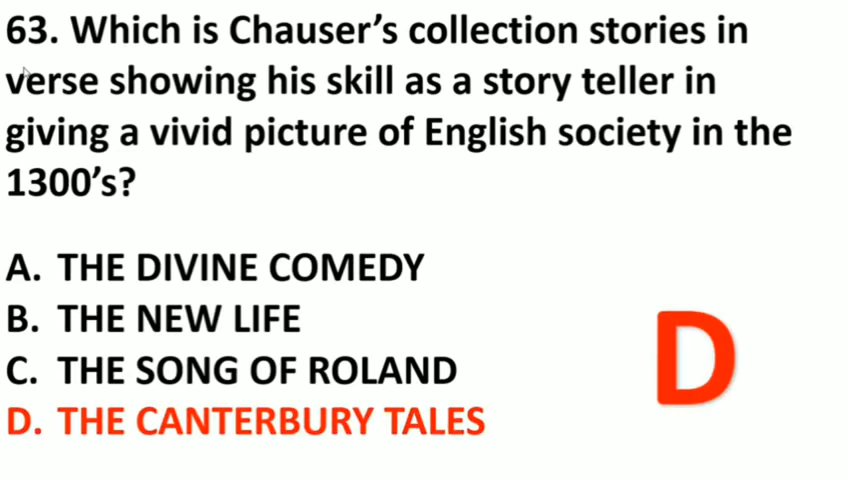 63. Which is Chauser’s collection stories in
verse showing his skill as a story teller in
giving a vivid picture of English society in the
1300’s?
A. THE DIVINE COMEDY
B. THE NEW LIFE
C. THE SONG OF ROLAND
D. THE CANTERBURY TALES
D